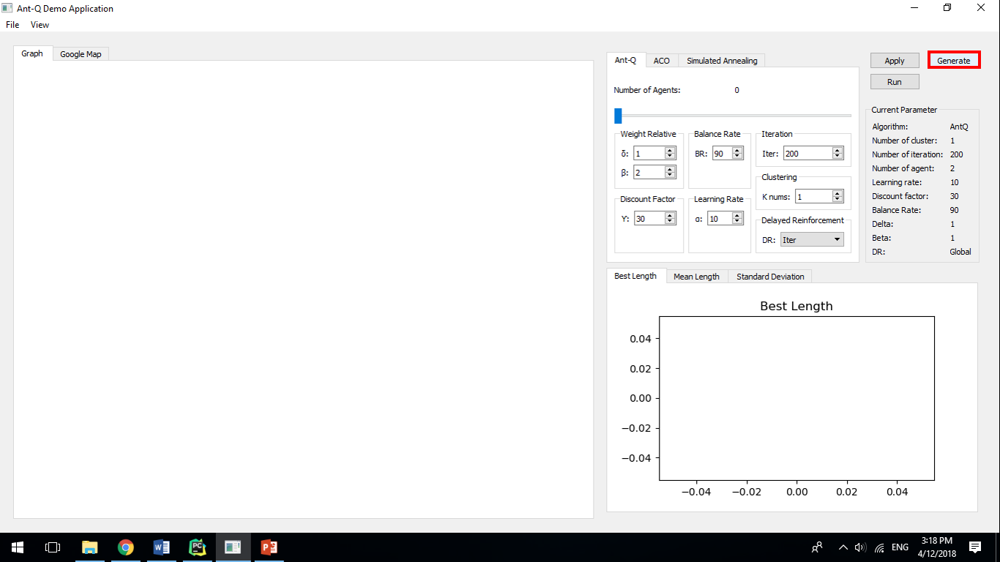 Ant-Q Demo Application
File View
Graph Google Map
Ant-Q ACO Simulated Annealing
Number of Agents: 0
Weight Relative
δ: 1
β: 2
Balance Rate
BR: 90
Iteration
Iter: 200
Clustering
K nums: 1
Discount Factor
Y: 30
Learning Rate
α: 10
Delayed Reinforcement
DR: Iter
Apply Generate
Run
Current Parameter
Algorithm: AntQ
Number of cluster: 1
Number of iteration: 200
Number of agent: 2
Learning rate: 10
Discount factor: 30
Balance Rate: 90
Delta: 1
Beta: 1
DR: Global
Best Length Mean Length Standard Deviation
Best Length
0.04
0.02
0.00
−0.02
−0.04
−0.04 −0.02 0.00 0.02 0.04
ENG
3:18 PM
4/12/2018